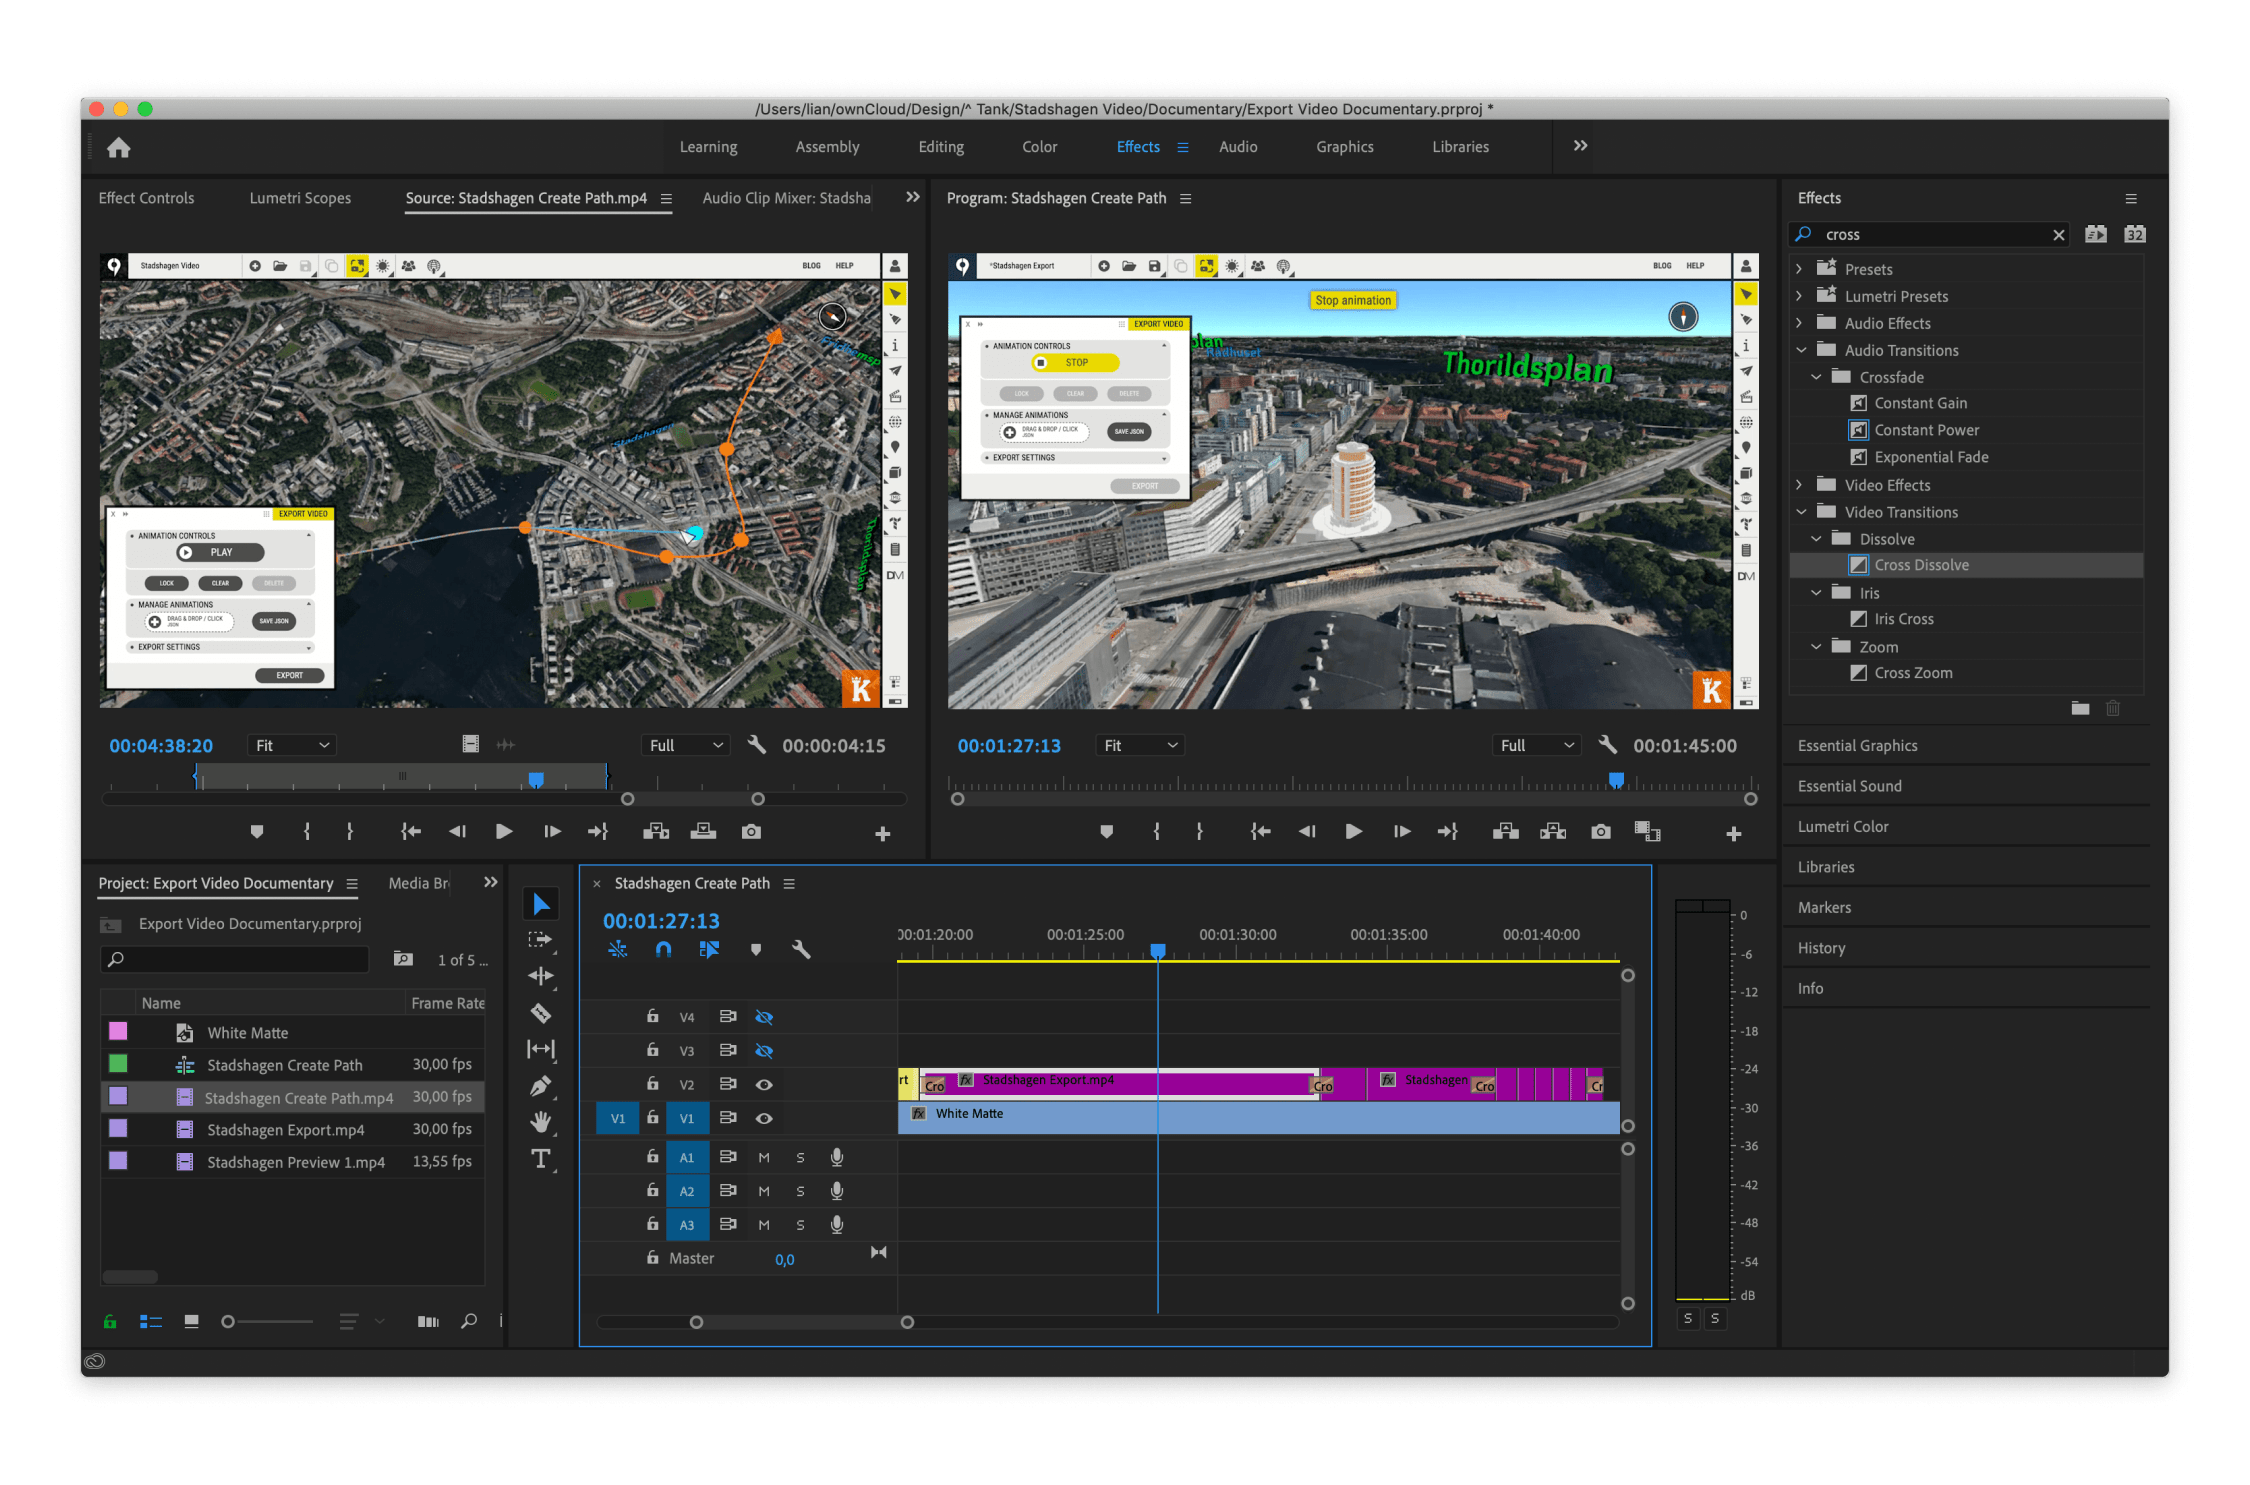 /Users/lian/ownCloud/Design/^ Tank/Stadshagen Video/Documentary/Export Video Documentary.prproj *
Learning
Assembly
Editing
Color
Effects
Audio
Graphics
Libraries
Effect Controls
Lumetri Scopes
Source: Stadshagen Create Path.mp4
Audio Clip Mixer: Stadsha
Stadshagen Video
BLOG HELP
Stadshagen
EXPORT VIDEO
ANIMATION CONTROLS
PLAY
LOCK
CLEAR
DELETE
MANAGE ANIMATIONS
DRAG & DROP / CLICK
JSON
SAVE JSON
EXPORT SETTINGS
EXPORT
Thorildsplan
K
DM
00:04:38:20
Fit
Full
00:00:04:15
Program: Stadshagen Create Path
*Stadshagen Export
BLOG HELP
Stop animation
EXPORT VIDEO
ANIMATION CONTROLS
STOP
LOCK
CLEAR
DELETE
MANAGE ANIMATIONS
DRAG & DROP / CLICK
JSON
SAVE JSON
EXPORT SETTINGS
EXPORT
plan
Rådhuset
Thorildsplan
K
DM
00:01:27:13
Fit
Full
00:01:45:00
Effects
cross
32
Presets
Lumetri Presets
Audio Effects
Audio Transitions
Crossfade
Constant Gain
Constant Power
Exponential Fade
Video Effects
Video Transitions
Dissolve
Cross Dissolve
Iris
Iris Cross
Zoom
Cross Zoom
Essential Graphics
Essential Sound
Lumetri Color
Libraries
Markers
History
Info
Project: Export Video Documentary
Media Br
Export Video Documentary.prproj
1 of 5 ...
Name
Frame Rate
White Matte
Stadshagen Create Path 30,00 fps
Stadshagen Create Path.mp4 30,00 fps
Stadshagen Export.mp4 30,00 fps
Stadshagen Preview 1.mp4 13,55 fps
Stadshagen Create Path
00:01:27:13
00:01:20:00
00:01:25:00
00:01:30:00
00:01:35:00
00:01:40:00
V4
V3
V2
rt
Cro
fx
Stadshagen Export.mp4
Cro
fx
Stadshagen
Cro
Cr
V1
V1
fx
White Matte
A1 M S
A2 M S
A3 M S
Master 0,0
0
-6
-12
-18
-24
-30
-36
-42
-48
-54
dB
S S